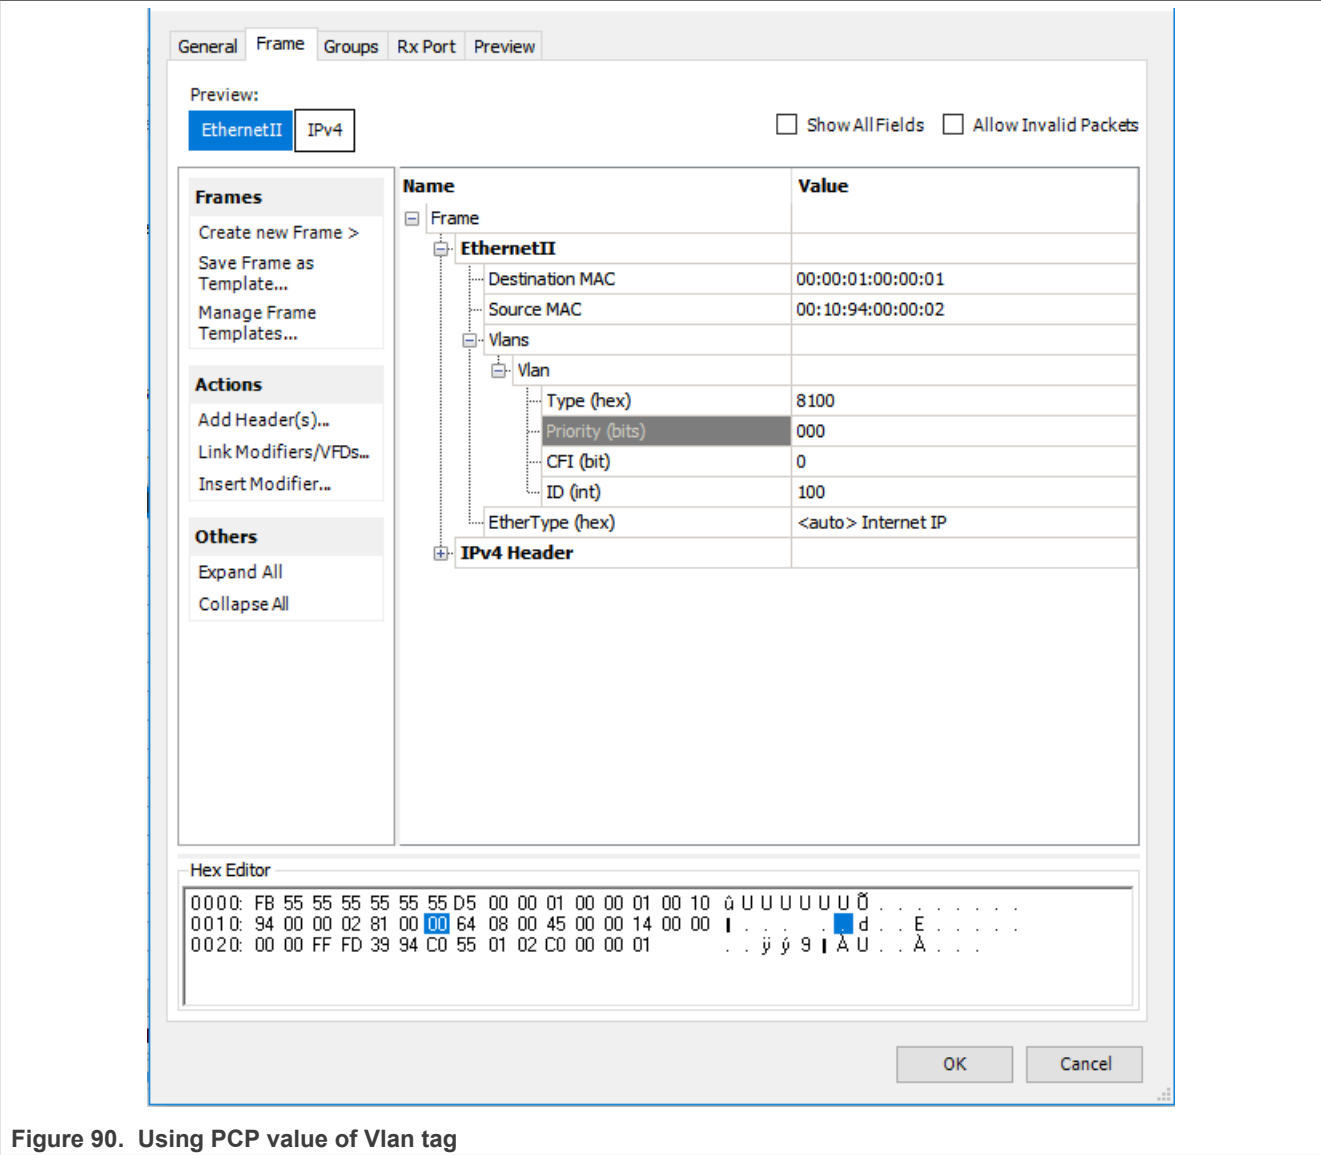 General Frame Groups Rx Port Preview
Preview:
EthernetII IPv4
Show All Fields Allow Invalid Packets
Frames
Create new Frame >
Save Frame as
Template...
Manage Frame
Templates...
Actions
Add Header(s)...
Link Modifiers/VFDs...
Insert Modifier...
Others
Expand All
Collapse All
Name Value
Frame
EthernetII
Destination MAC 00:00:01:00:00:01
Source MAC 00:10:94:00:00:02
Vlans
Vlan
Type (hex) 8100
Priority (bits) 000
CFI (bit) 0
ID (int) 100
EtherType (hex) <auto> Internet IP
IPv4 Header
Hex Editor
0000: FB 55 55 55 55 55 55 D5 00 00 01 00 00 01 00 10 û U U U U U U Õ . . . . . . . .
0010: 94 00 00 02 81 00 00 64 08 00 45 00 00 14 00 00 . . . . . d . . E . . . . .
0020: 00 00 FF FD 39 94 C0 55 01 02 C0 00 00 01 . . ÿ ý 9 À U . . À . . .
OK Cancel
Figure 90. Using PCP value of Vlan tag